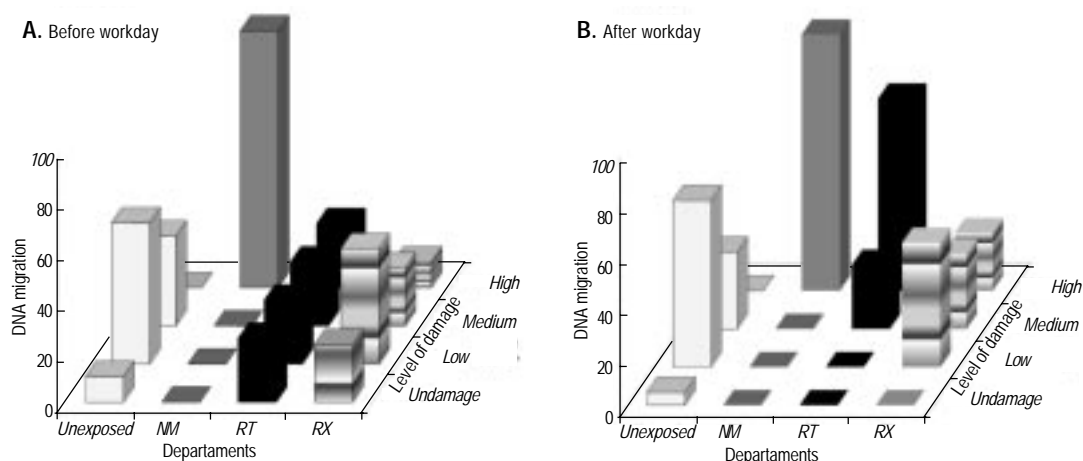 A. Before workday
100
80
60
40
20
0
DNA migration
Unexposed NM RT RX
Departaments
Undamage
Low
Medium
High
Level of damage
B. After workday
100
80
60
40
20
0
DNA migration
Unexposed NM RT RX
Departaments
Undamage
Low
Medium
High
Level of damage